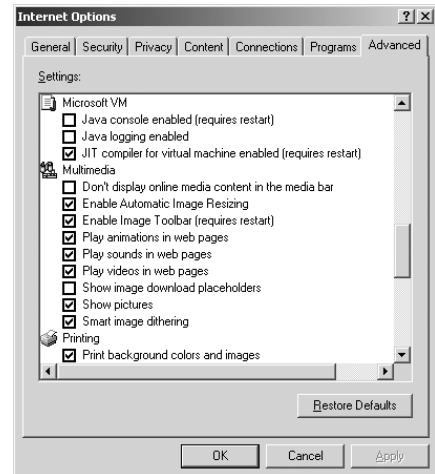 Internet Options
General Security Privacy Content Connections Programs Advanced
Settings:
Microsoft VM
Java console enabled (requires restart)
Java logging enabled
JIT compiler for virtual machine enabled (requires restart)
Multimedia
Don't display online media content in the media bar
Enable Automatic Image Resizing
Enable Image Toolbar (requires restart)
Play animations in web pages
Play sounds in web pages
Play videos in web pages
Show image download placeholders
Show pictures
Smart image dithering
Printing
Print background colors and images
Restore Defaults
OK Cancel Apply